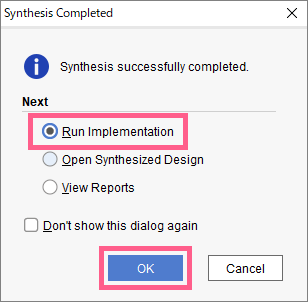 Synthesis Completed
Synthesis successfully completed.
Next
Run Implementation
Open Synthesized Design
View Reports
Don't show this dialog again
OK
Cancel